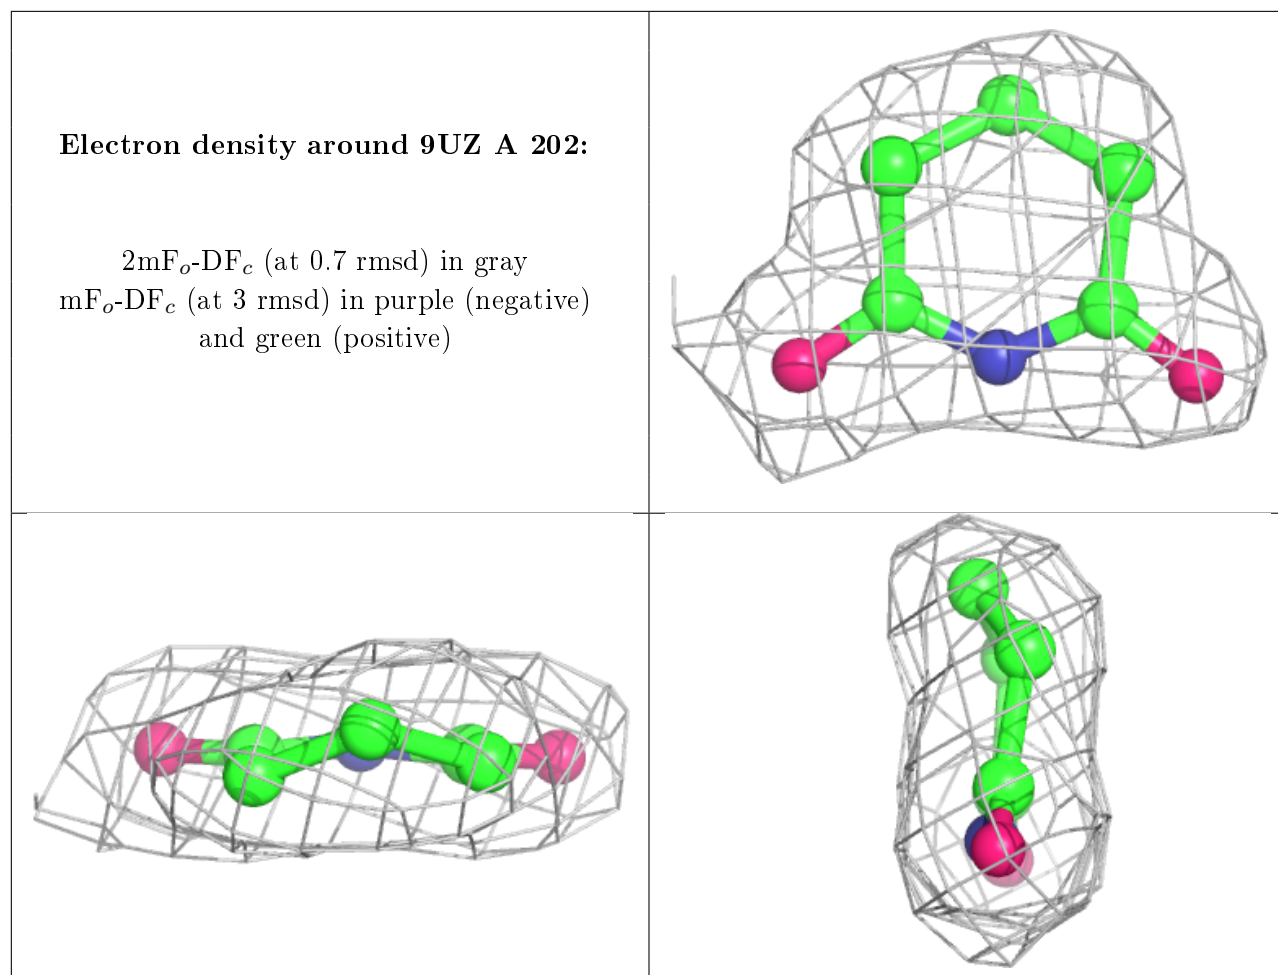 Electron density around 9UZ A 202:
2mFo-DFc (at 0.7 rmsd) in gray
mFo-DFc (at 3 rmsd) in purple (negative)
and green (positive)